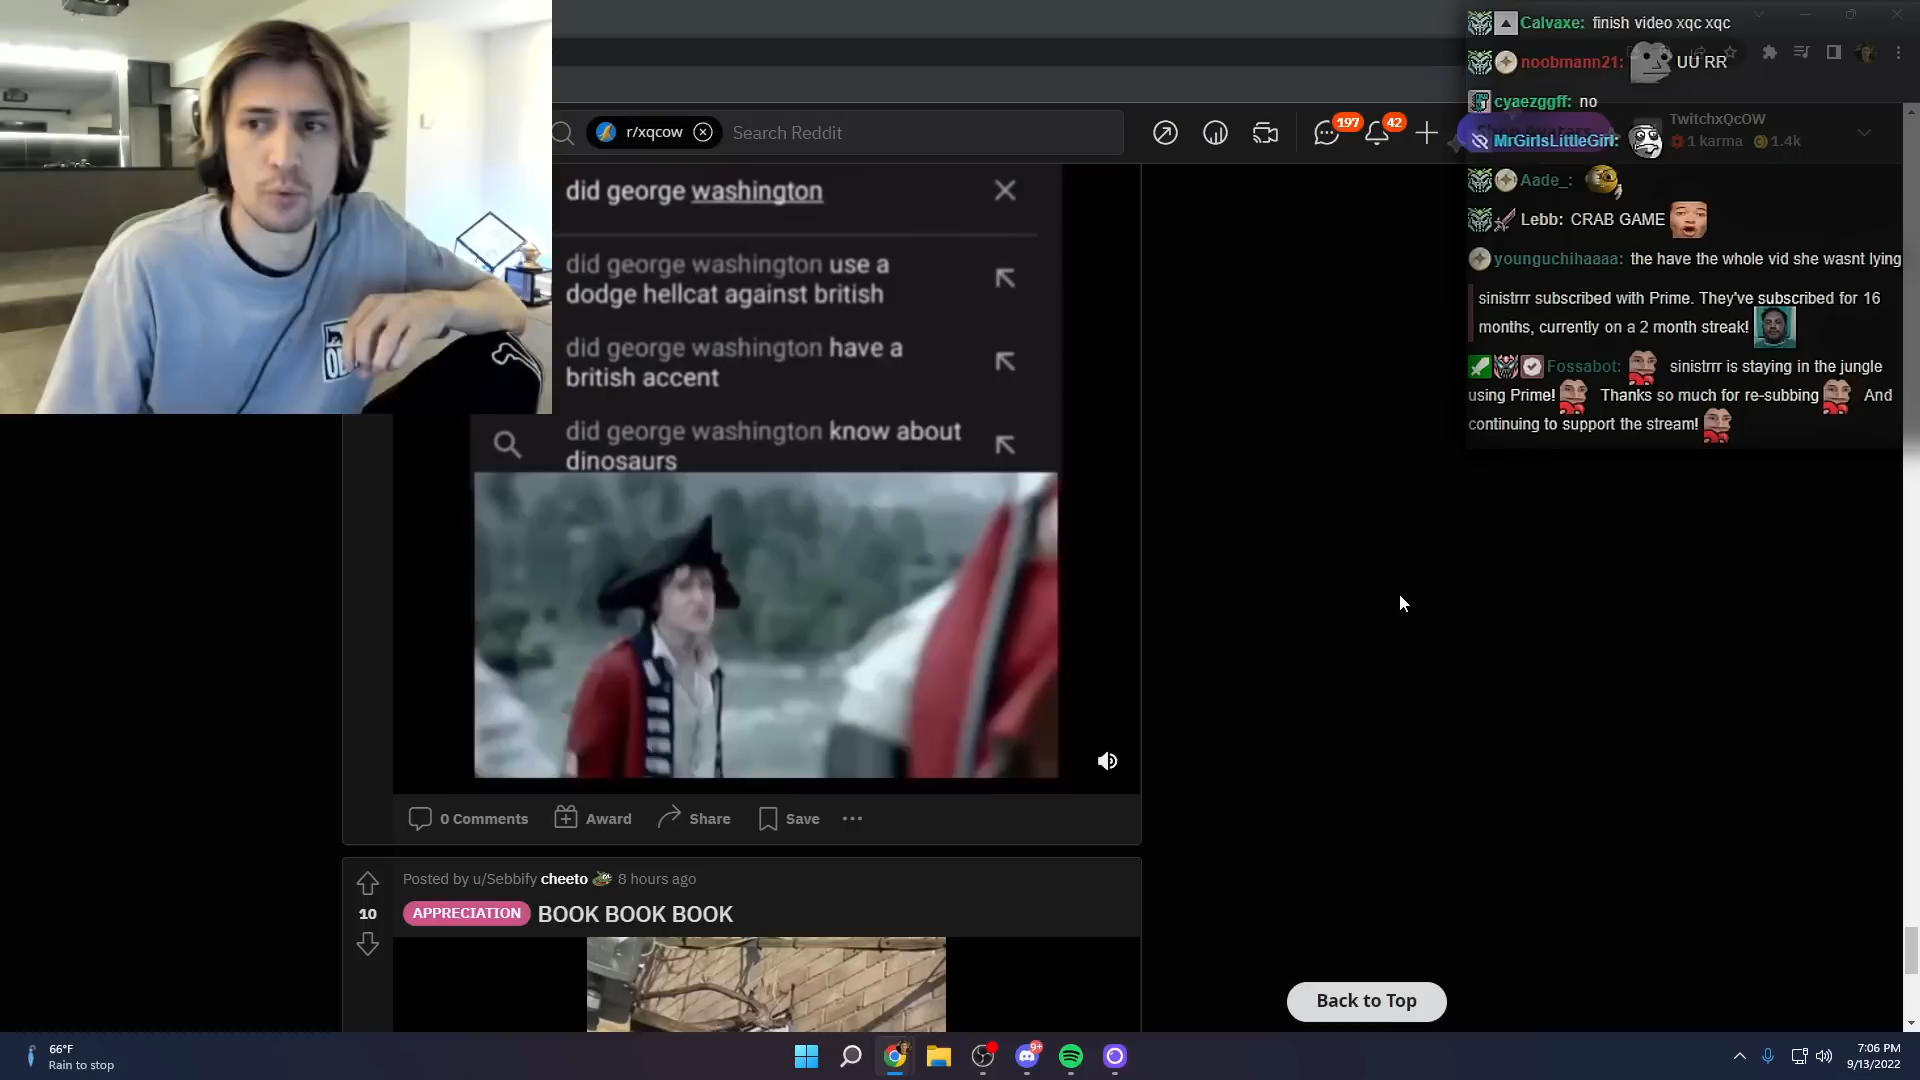 r/xqcow
Search Reddit
197
42
TwitchxQcOW
1 karma
1.4k
did george washington
did george washington use a
dodge hellcat against british
did george washington have a
british accent
did george washington know about
dinosaurs
0 Comments
Award
Share
Save
Posted by u/Sebbify cheeto 8 hours ago
10
APPRECIATION BOOK BOOK BOOK
Back to Top
Calvaxe: finish video xqc xqc
noobmann21: UU RR
cyaezggff: no
MrGirlsLittleGirl:
Aade_:
Lebb: CRAB GAME
younguchihaaaa: the have the whole vid she wasnt lying
sinistrrr subscribed with Prime. They've subscribed for 16
months, currently on a 2 month streak!
Fossabot: sinistrrr is staying in the jungle
using Prime! Thanks so much for re-subbing And
continuing to support the stream!
66°F
Rain to stop
9+
7:06 PM
9/13/2022